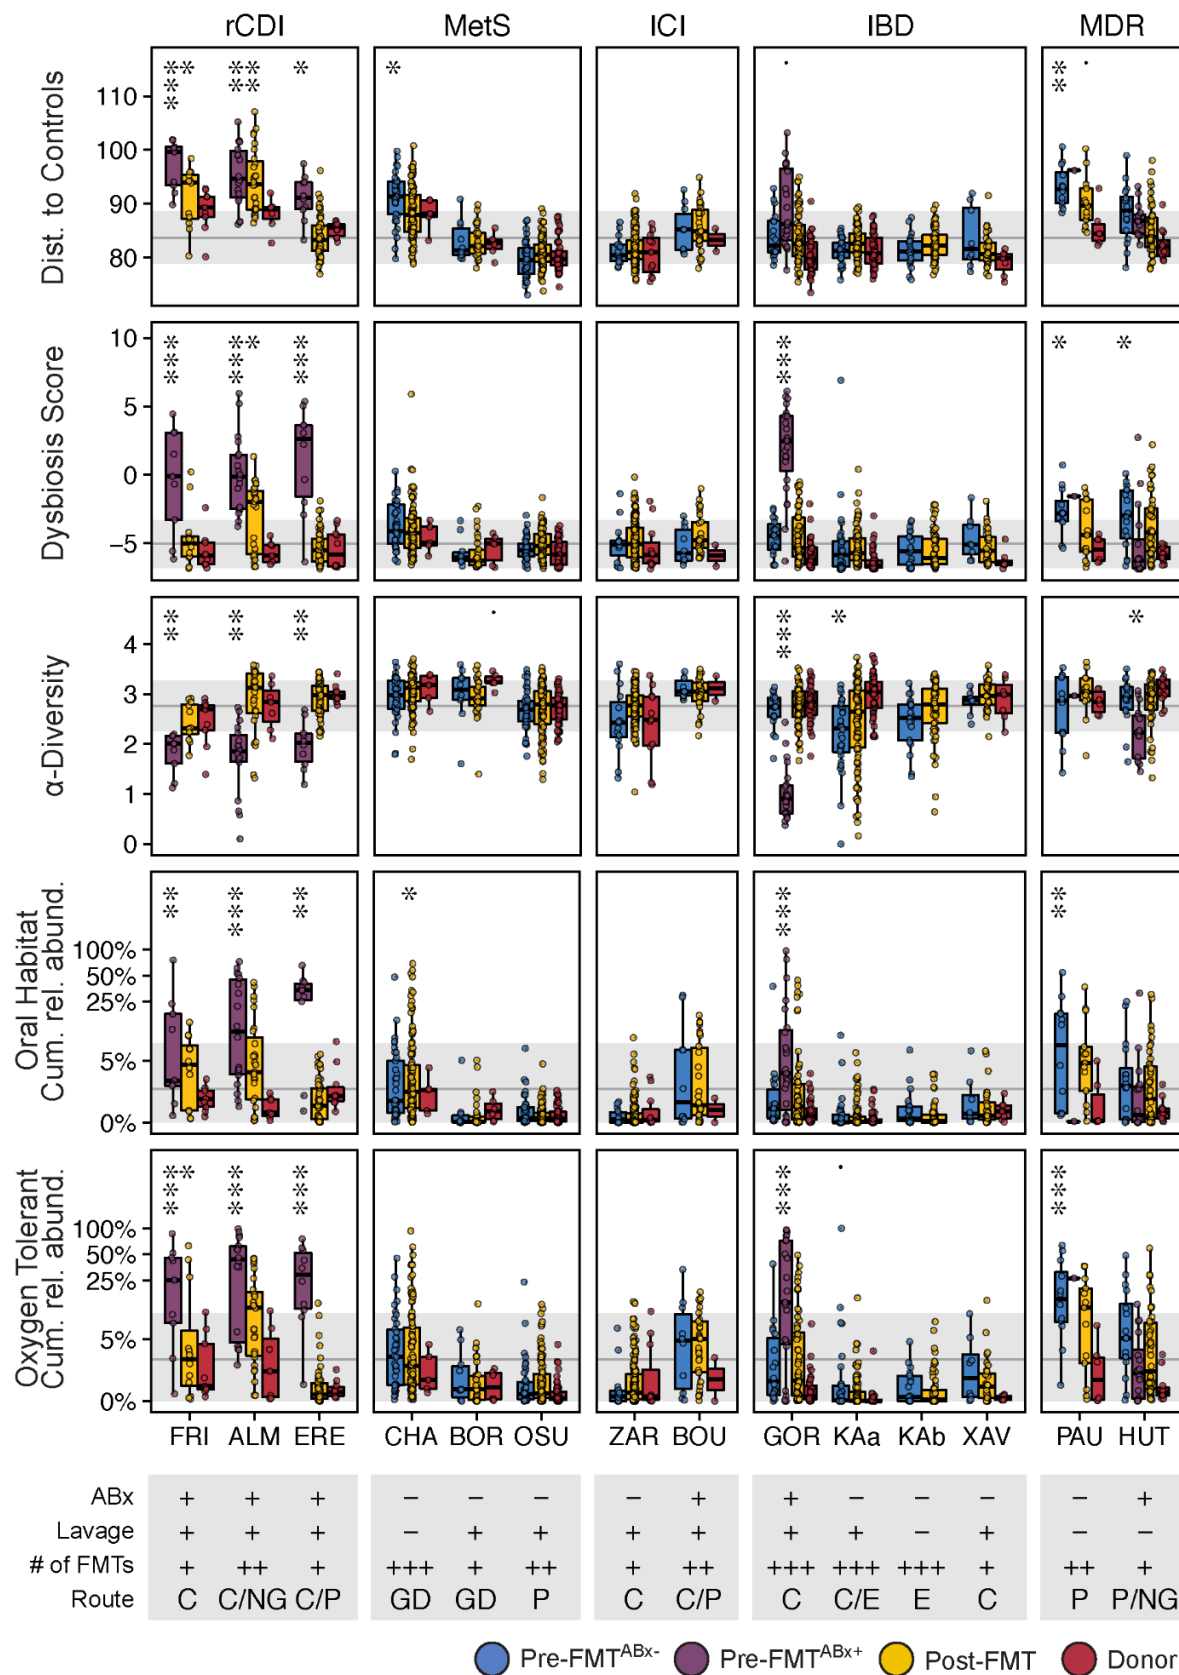 rCDI MetS ICI IBD MDR
Dist. to Controls
110
100
90
80
*** * ** ** * * · ** ·
Dysbiosis Score
10
5
0
−5
*** *** * *** *** * *
α-Diversity
4
3
2
1
0
** ** ** · *** * *
Oral Habitat
Cum. rel. abund.
100%
50%
25%
5%
0%
** *** ** * *** **
Oxygen Tolerant
Cum. rel. abund.
100%
50%
25%
5%
0%
*** * *** *** *** · ***
FRI ALM ERE CHA BOR OSU ZAR BOU GOR KAa KAb XAV PAU HUT
ABx + + + − − − − + + − − − − +
Lavage + + + − + + + + + + − + − −
# of FMTs + ++ + +++ + ++ + ++ +++ +++ +++ + ++ +
Route C C/NG C/P GD GD P C C/P C C/E E C P P/NG
Pre-FMTABx- Pre-FMTABx+ Post-FMT Donor